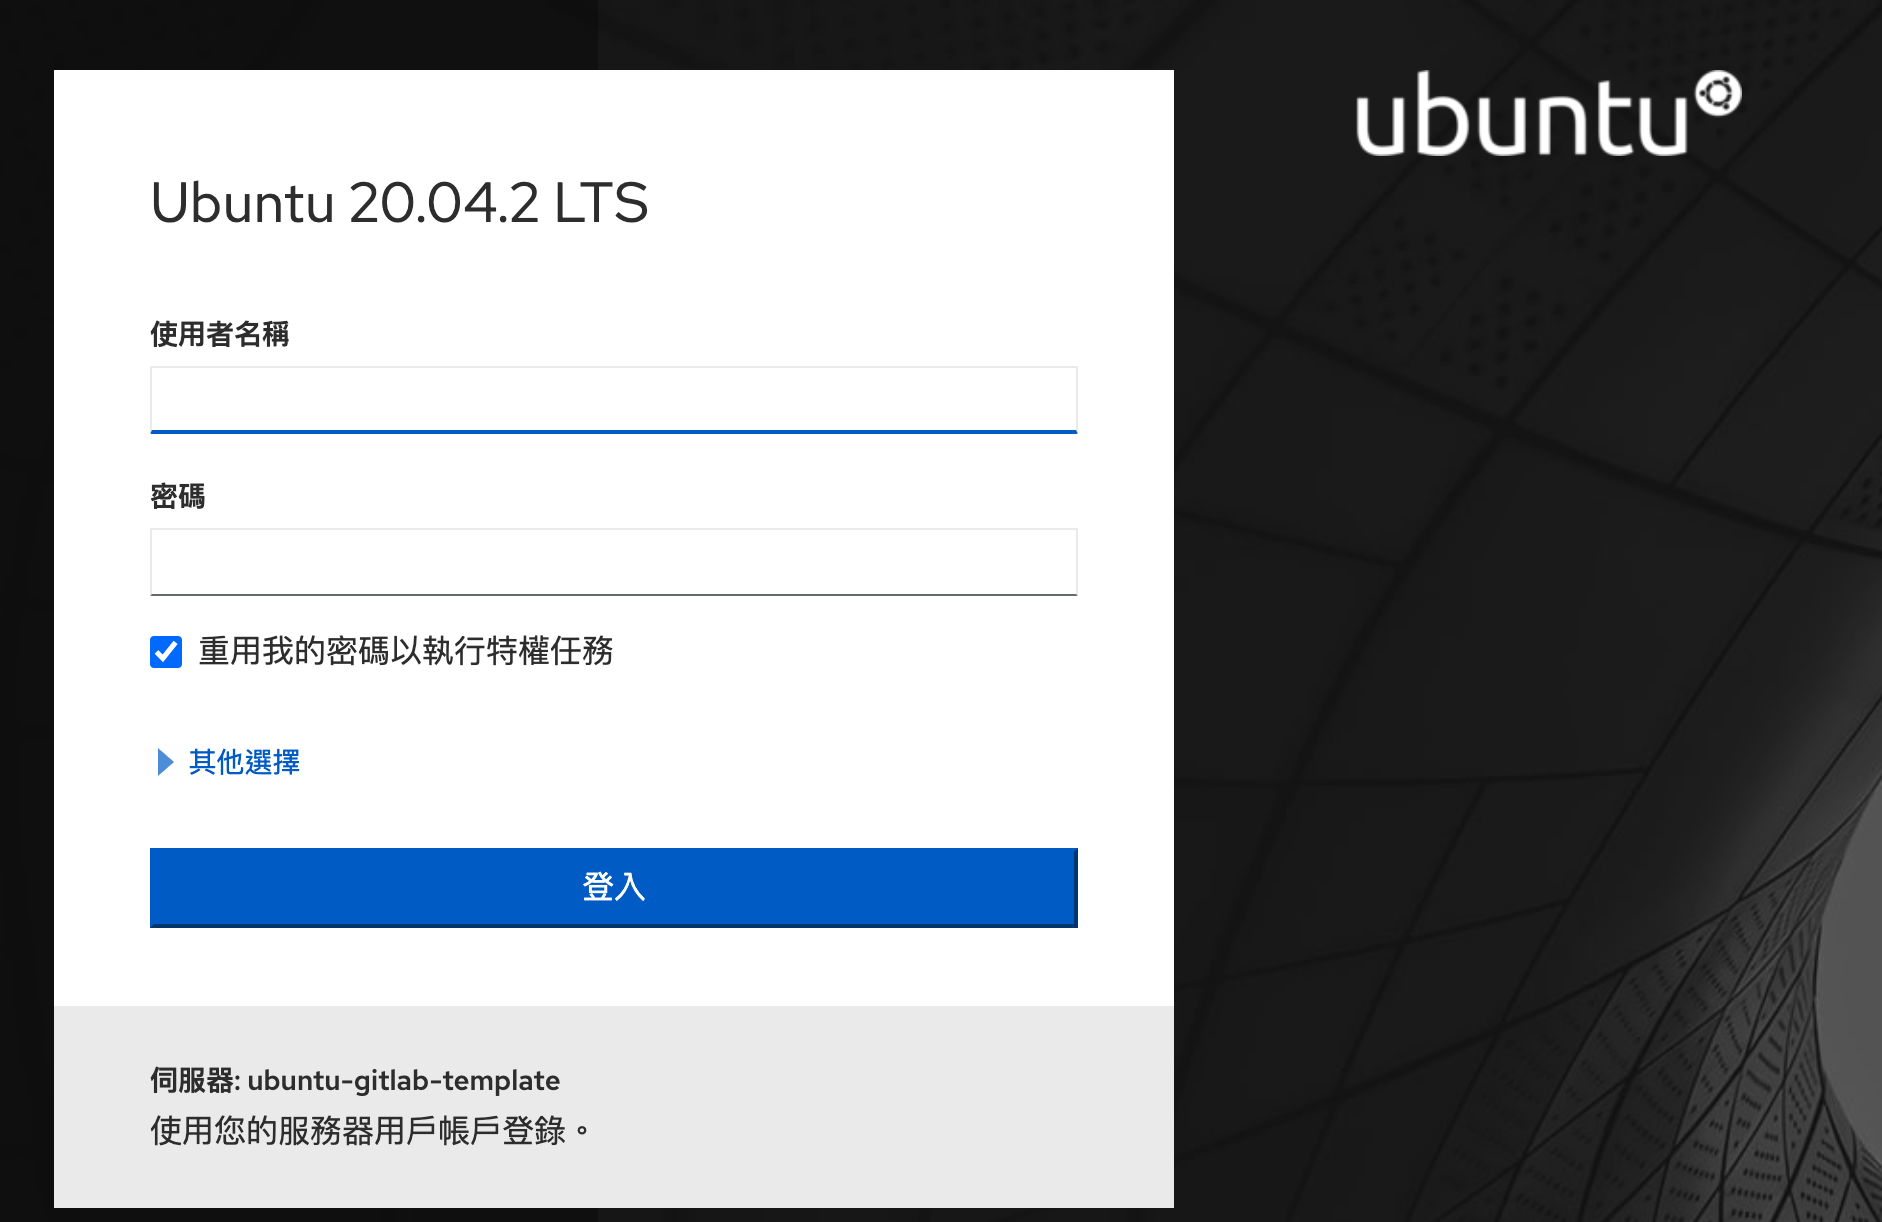 ubuntu
Ubuntu 20.04.2 LTS
使用者名稱
密碼
重用我的密碼以執行特權任務
其他選擇
登入
伺服器: ubuntu-gitlab-template
使用您的服務器用戶帳戶登錄。